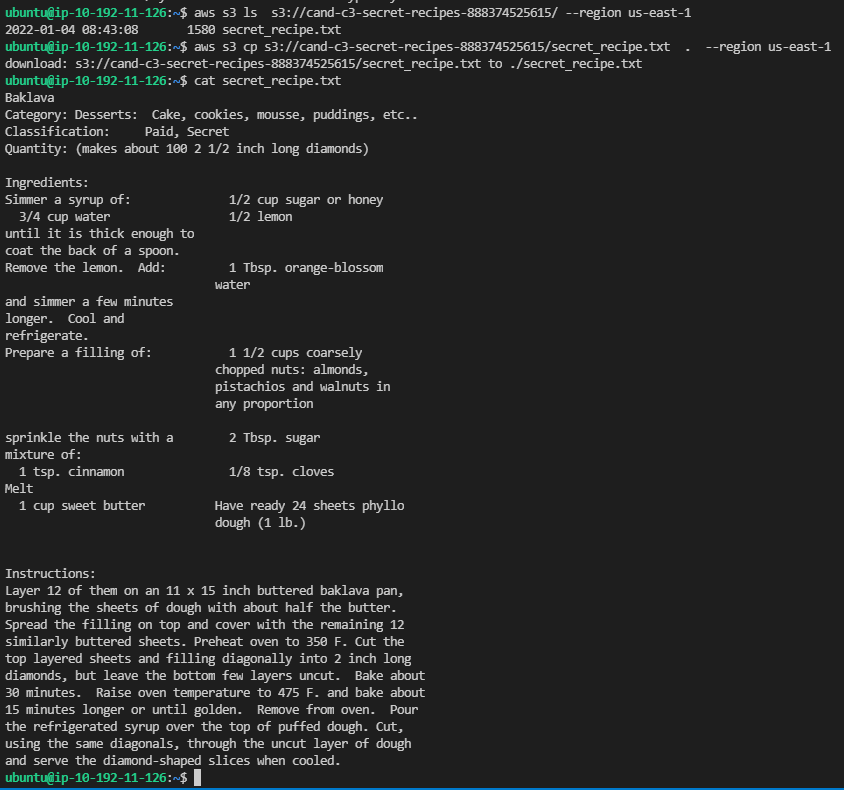 ubuntu@ip-10-192-11-126:~$ aws s3 ls  s3://cand-c3-secret-recipes-888374525615/ --region us-east-1
2022-01-04 08:43:08       1580 secret_recipe.txt
ubuntu@ip-10-192-11-126:~$ aws s3 cp s3://cand-c3-secret-recipes-888374525615/secret_recipe.txt  .  --region us-east-1
download: s3://cand-c3-secret-recipes-888374525615/secret_recipe.txt to ./secret_recipe.txt
ubuntu@ip-10-192-11-126:~$ cat secret_recipe.txt
Baklava
Category: Desserts:  Cake, cookies, mousse, puddings, etc..
Classification:     Paid, Secret
Quantity: (makes about 100 2 1/2 inch long diamonds)

Ingredients:
Simmer a syrup of:              1/2 cup sugar or honey
  3/4 cup water                 1/2 lemon
until it is thick enough to
coat the back of a spoon.
Remove the lemon.  Add:         1 Tbsp. orange-blossom
                              water
and simmer a few minutes
longer.  Cool and
refrigerate.
Prepare a filling of:           1 1/2 cups coarsely
                              chopped nuts: almonds,
                              pistachios and walnuts in
                              any proportion

sprinkle the nuts with a        2 Tbsp. sugar
mixture of:
  1 tsp. cinnamon               1/8 tsp. cloves
Melt
  1 cup sweet butter          Have ready 24 sheets phyllo
                              dough (1 lb.)


Instructions:
Layer 12 of them on an 11 x 15 inch buttered baklava pan,
brushing the sheets of dough with about half the butter.
Spread the filling on top and cover with the remaining 12
similarly buttered sheets. Preheat oven to 350 F. Cut the
top layered sheets and filling diagonally into 2 inch long
diamonds, but leave the bottom few layers uncut.  Bake about
30 minutes.  Raise oven temperature to 475 F. and bake about
15 minutes longer or until golden.  Remove from oven.  Pour
the refrigerated syrup over the top of puffed dough. Cut,
using the same diagonals, through the uncut layer of dough
and serve the diamond-shaped slices when cooled.
ubuntu@ip-10-192-11-126:~$